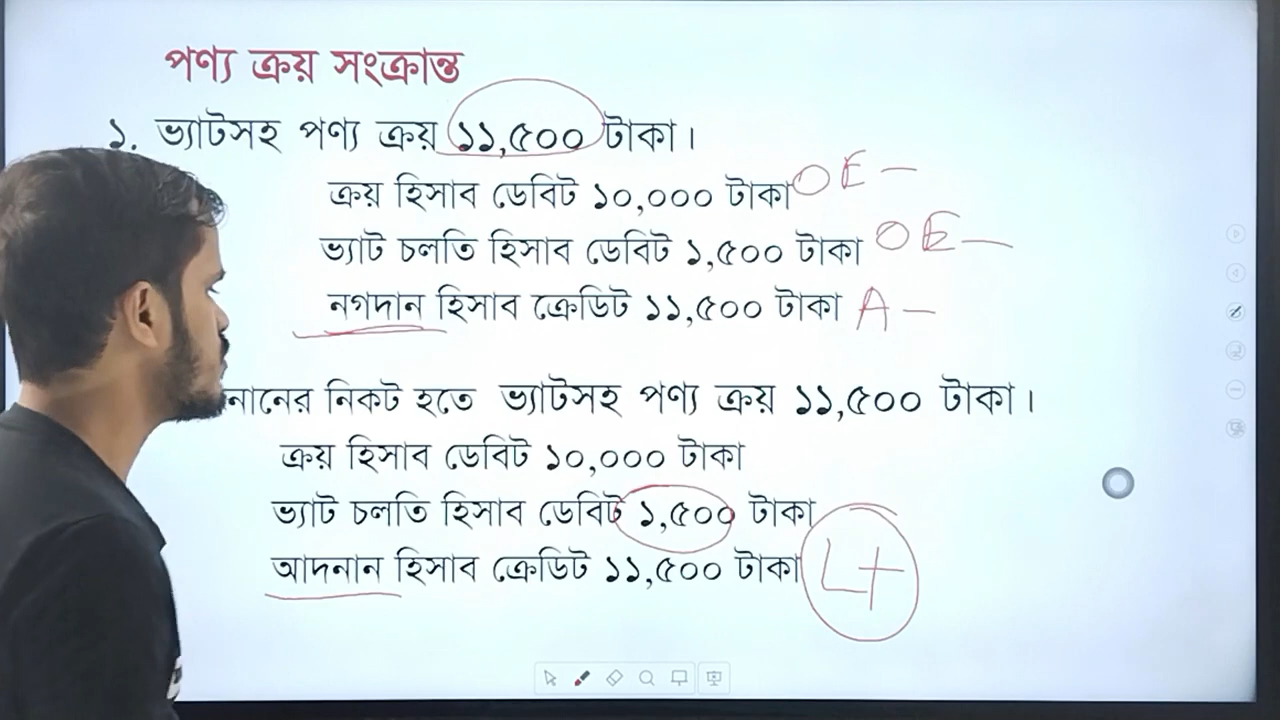 পণ্য ক্রয় সংক্রান্ত
১. ভ্যাটসহ পণ্য ক্রয় ১১,৫০০ টাকা।
ক্রয় হিসাব ডেবিট ১০,০০০ টাকা OE –
ভ্যাট চলতি হিসাব ডেবিট ১,৫০০ টাকা OE –
নগদান হিসাব ক্রেডিট ১১,৫০০ টাকা A –
নানের নিকট হতে ভ্যাটসহ পণ্য ক্রয় ১১,৫০০ টাকা।
ক্রয় হিসাব ডেবিট ১০,০০০ টাকা
ভ্যাট চলতি হিসাব ডেবিট ১,৫০০ টাকা
আদনান হিসাব ক্রেডিট ১১,৫০০ টাকা L+